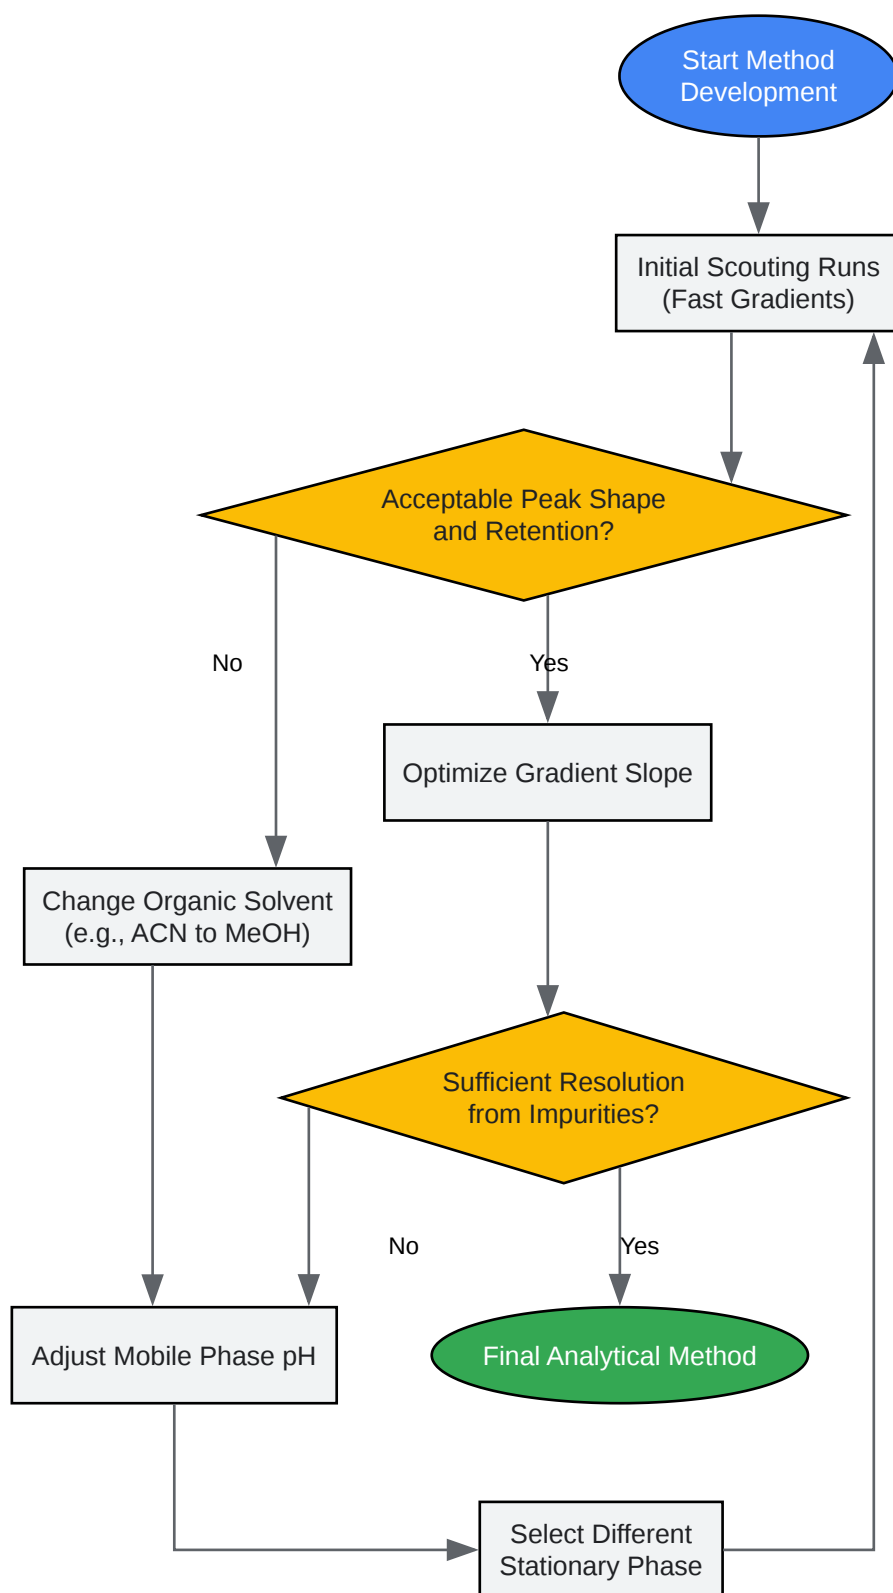 Start Method
Development
Initial Scouting Runs
(Fast Gradients)
Acceptable Peak Shape
and Retention?
No
Yes
Optimize Gradient Slope
Change Organic Solvent
(e.g., ACN to MeOH)
Sufficient Resolution
from Impurities?
No
Yes
Adjust Mobile Phase pH
Final Analytical Method
Select Different
Stationary Phase